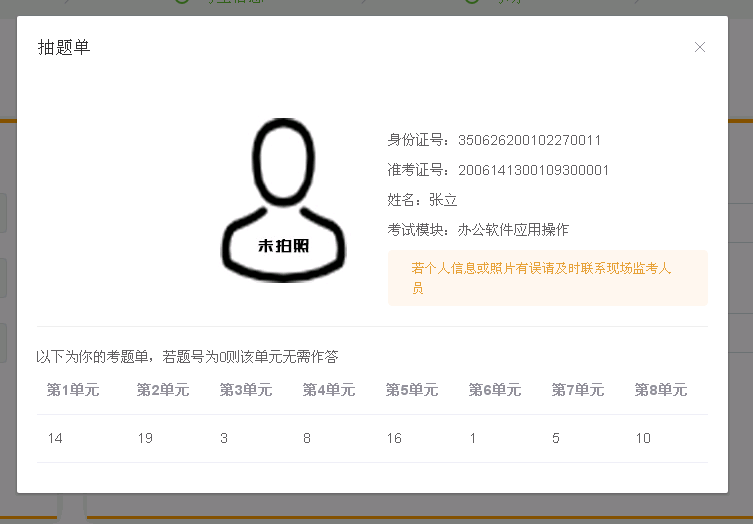 抽题单
未拍照
身份证号：350626200102270011
准考证号：2006141300109300001
姓名：张立
考试模块：办公软件应用操作
若个人信息或照片有误请及时联系现场监考人
员
以下为你的考题单，若题号为0则该单元无需作答
第1单元 第2单元 第3单元 第4单元 第5单元 第6单元 第7单元 第8单元
14 19 3 8 16 1 5 10